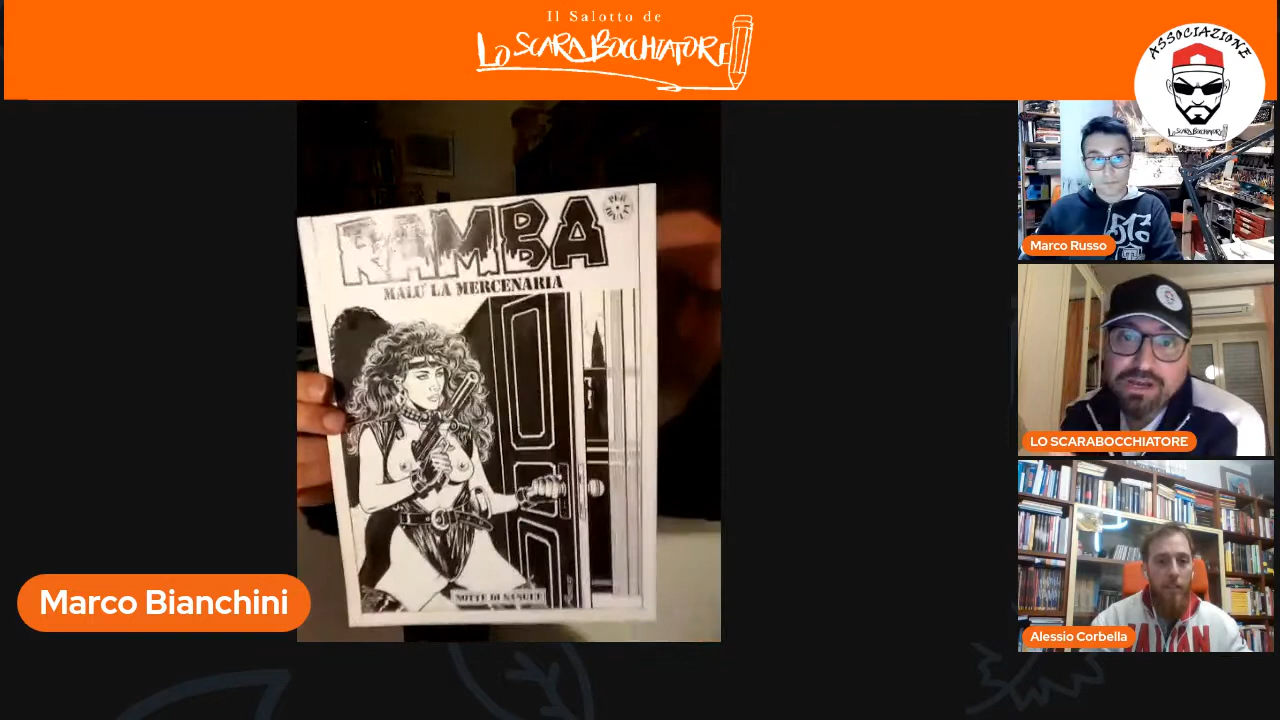 Il Salotto de
Lo SCARABOCCHIATORE
ASSOCIAZIONE
Lo SCARABOCCHIATORE
RAMBA
MALU' LA MERCENARIA
NOTTE DI SANGUE
Marco Bianchini
Marco Russo
LO SCARABOCCHIATORE
Alessio Corbella